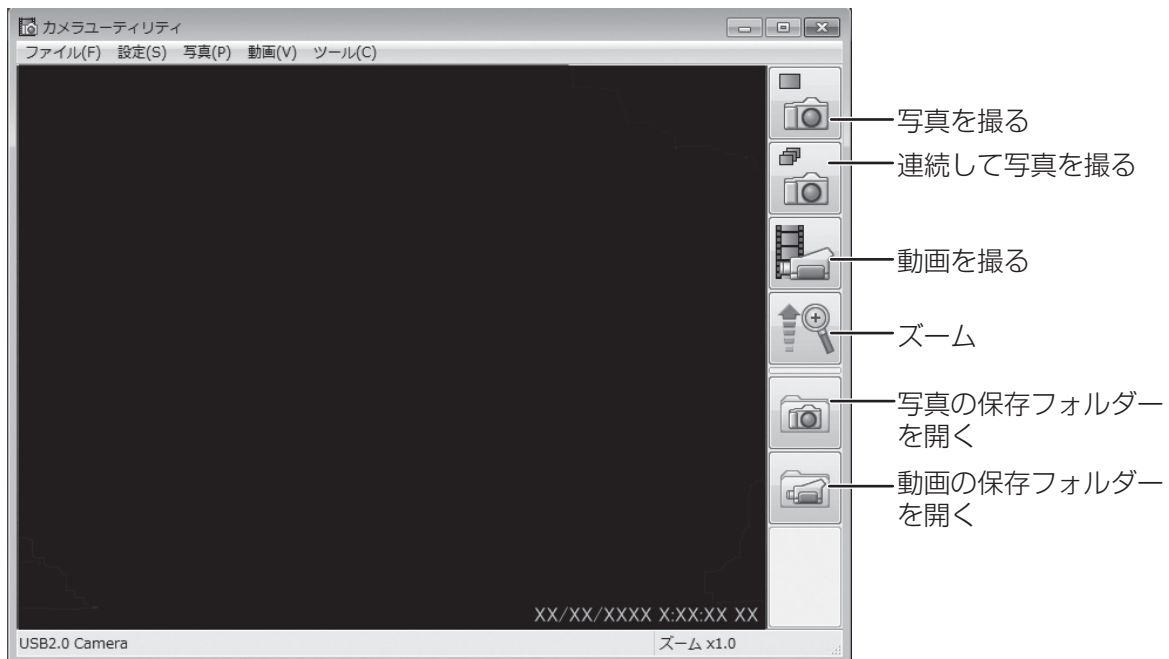 カメラユーティリティ
ファイル(F) 設定(S) 写真(P) 動画(V) ツール(C)
写真を撮る
連続して写真を撮る
動画を撮る
ズーム
写真の保存フォルダー
を開く
動画の保存フォルダー
を開く
XX/XX/XXXX X:XX:XX XX
USB2.0 Camera ズーム x1.0